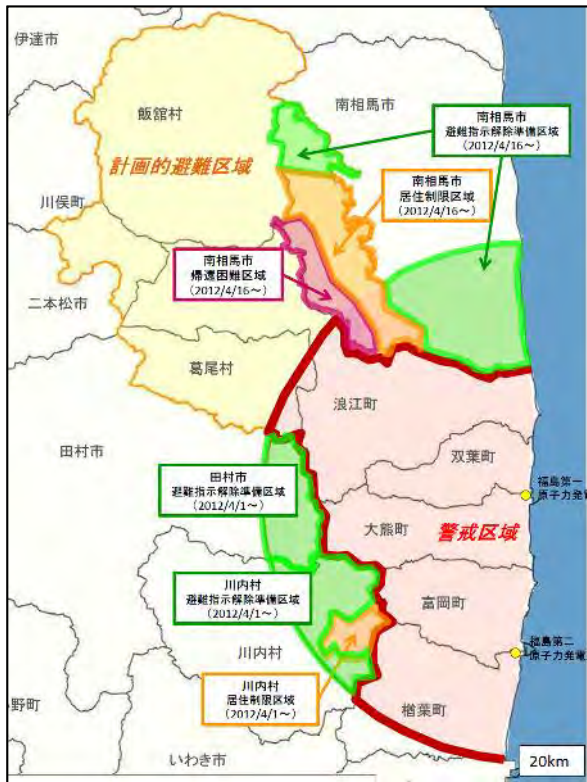 伊達市
飯舘村
南相馬市
南相馬市
避難指示解除準備区域
(2012/4/16～)
計画的避難区域
川俣町
南相馬市
居住制限区域
(2012/4/16～)
南相馬市
帰還困難区域
(2012/4/16～)
二本松市
葛尾村
浪江町
田村市
双葉町
田村市
避難指示解除準備区域
(2012/4/1～)
福島第一
原子力発電
大熊町
警戒区域
川内村
避難指示解除準備区域
(2012/4/1～)
富岡町
川内村
福島第二
原子力発電
川内村
居住制限区域
(2012/4/1～)
野町
楢葉町
いわき市
20km